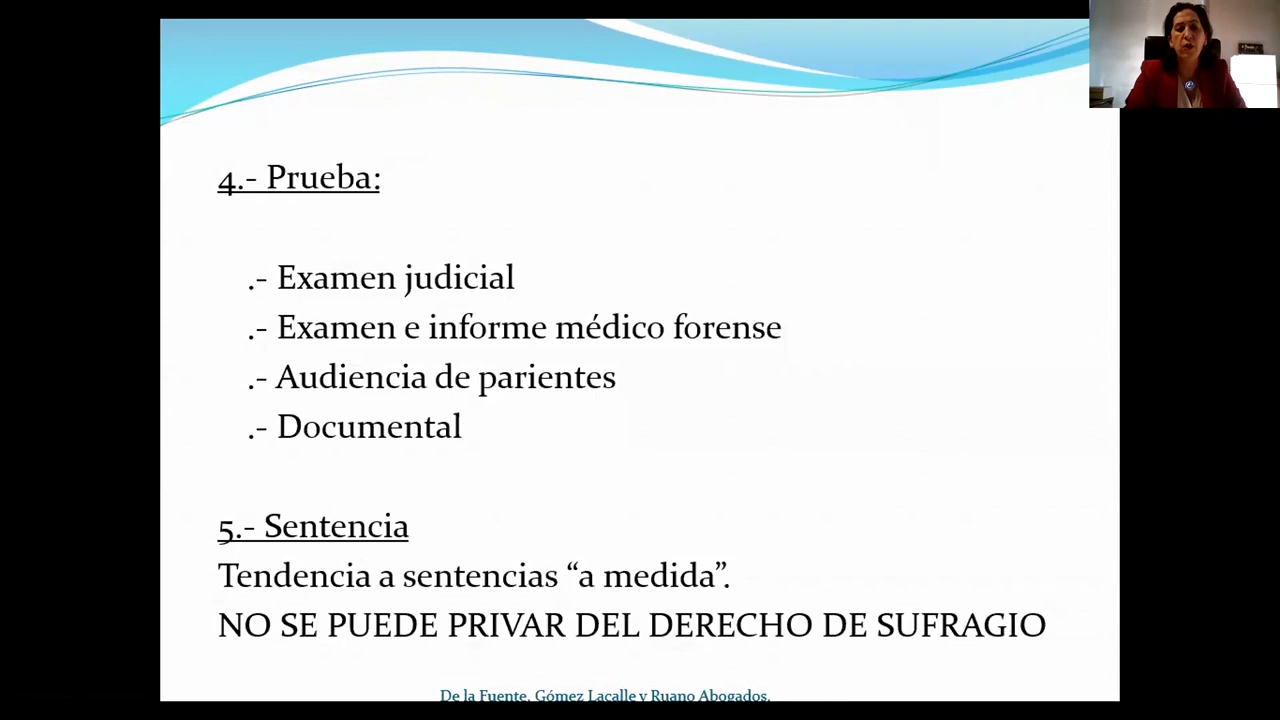 4.- Prueba:
.- Examen judicial
.- Examen e informe médico forense
.- Audiencia de parientes
.- Documental
5.- Sentencia
Tendencia a sentencias “a medida”.
NO SE PUEDE PRIVAR DEL DERECHO DE SUFRAGIO
De la Fuente, Gómez Lacalle y Ruano Abogados.